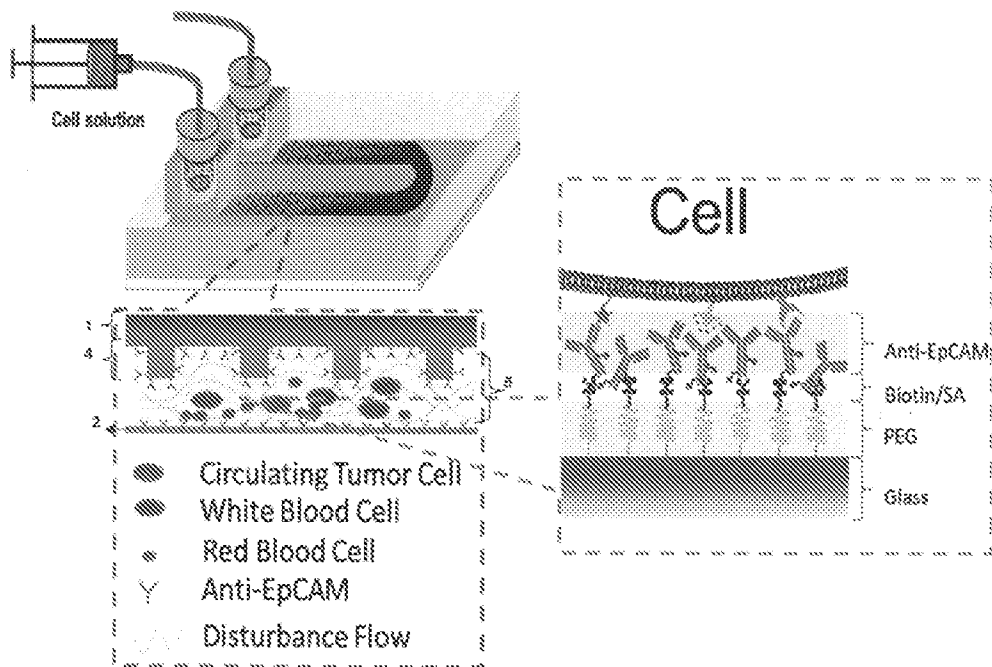 Cell solution
Cell
1
4
2
Anti-EpCAM
Biotin/SA
PEG
Glass
Circulating Tumor Cell
White Blood Cell
Red Blood Cell
Anti-EpCAM
Disturbance Flow